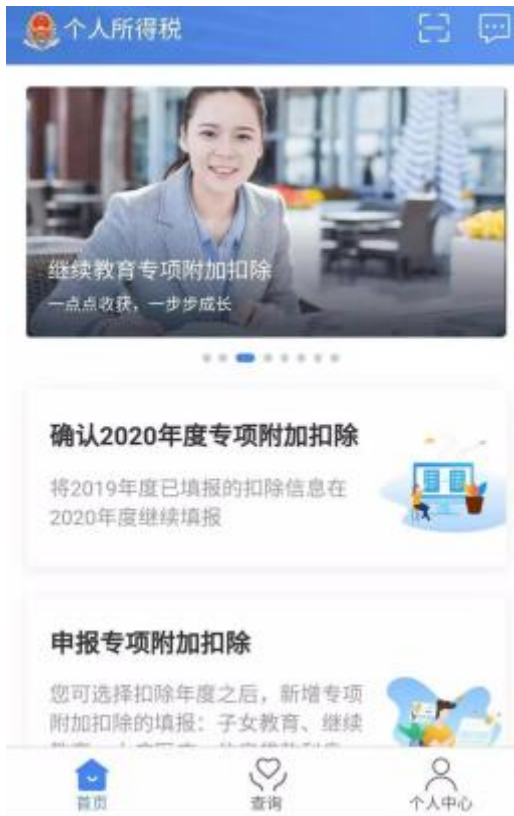 个人所得税
继续教育专项附加扣除
一点点收获，一步步成长
确认2020年度专项附加扣除
将2019年度已填报的扣除信息在
2020年度继续填报
申报专项附加扣除
您可选择扣除年度之后，新增专项
附加扣除的填报：子女教育、继续
首页
查询
个人中心